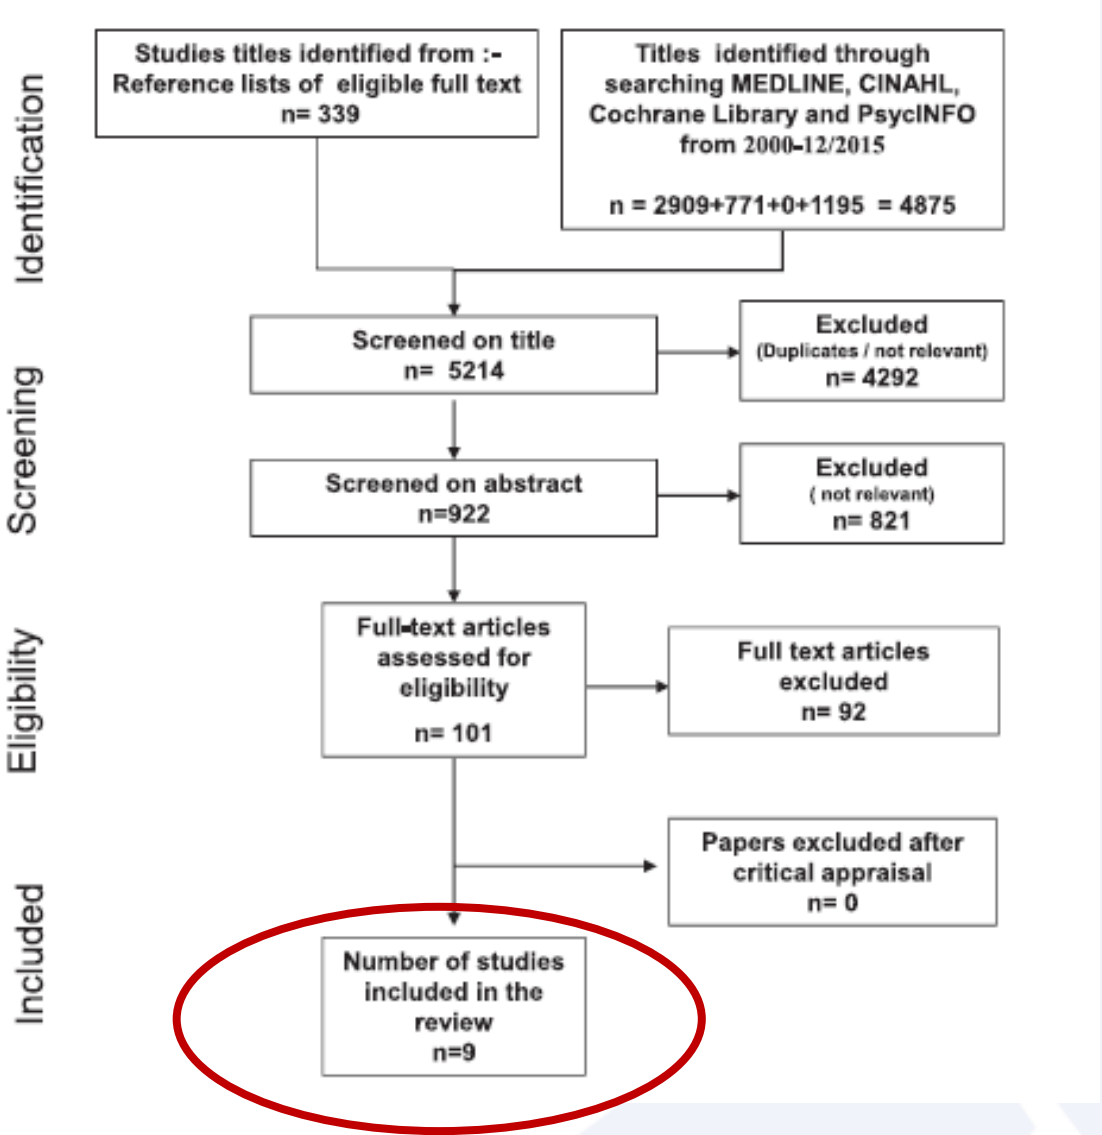 Identification
Studies titles identified from :-
Reference lists of eligible full text
n= 339
Titles identified through
searching MEDLINE, CINAHL,
Cochrane Library and PsycINFO
from 2000-12/2015
n = 2909+771+0+1195 = 4875
Screening
Screened on title
n= 5214
Excluded
(Duplicates / not relevant)
n= 4292
Screened on abstract
n=922
Excluded
( not relevant)
n= 821
Eligibility
Full-text articles
assessed for
eligibility
n= 101
Full text articles
excluded
n= 92
Included
Papers excluded after
critical appraisal
n= 0
Number of studies
included in the
review
n=9